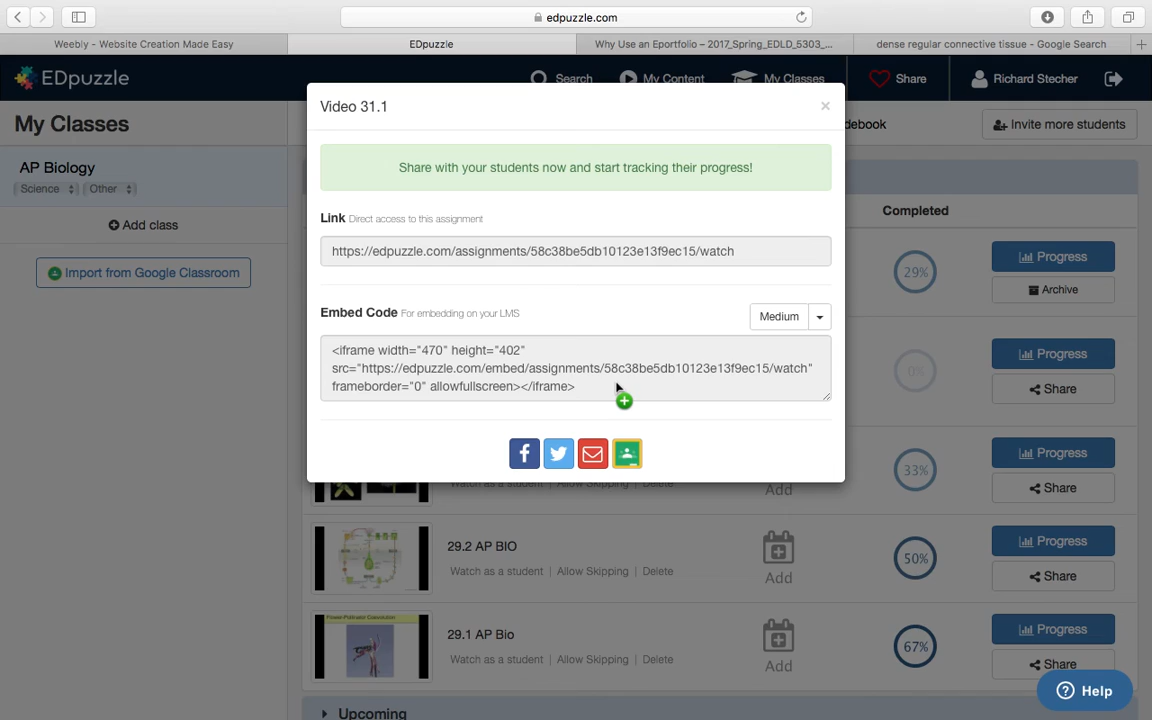 edpuzzle.com
Weebly - Website Creation Made Easy
EDpuzzle
Why Use an Eportfolio – 2017_Spring_EDLD_5303_...
dense regular connective tissue - Google Search
EDpuzzle
Search
My Content
My Classes
Share
Richard Stecher
My Classes
AP Biology
Science
Other
Add class
Import from Google Classroom
debook
Invite more students
Completed
Video 31.1
Share with your students now and start tracking their progress!
Link Direct access to this assignment
https://edpuzzle.com/assignments/58c38be5db10123e13f9ec15/watch
Embed Code For embedding on your LMS
Medium
<iframe width="470" height="402"
src="https://edpuzzle.com/embed/assignments/58c38be5db10123e13f9ec15/watch"
frameborder="0" allowfullscreen></iframe>
29%
Progress
Archive
0%
Progress
Share
Watch as a student | Allow Skipping | Delete
Add
33%
Progress
Share
29.2 AP BIO
Watch as a student | Allow Skipping | Delete
Add
50%
Progress
Share
29.1 AP Bio
Watch as a student | Allow Skipping | Delete
Add
67%
Progress
Share
Upcoming
Help